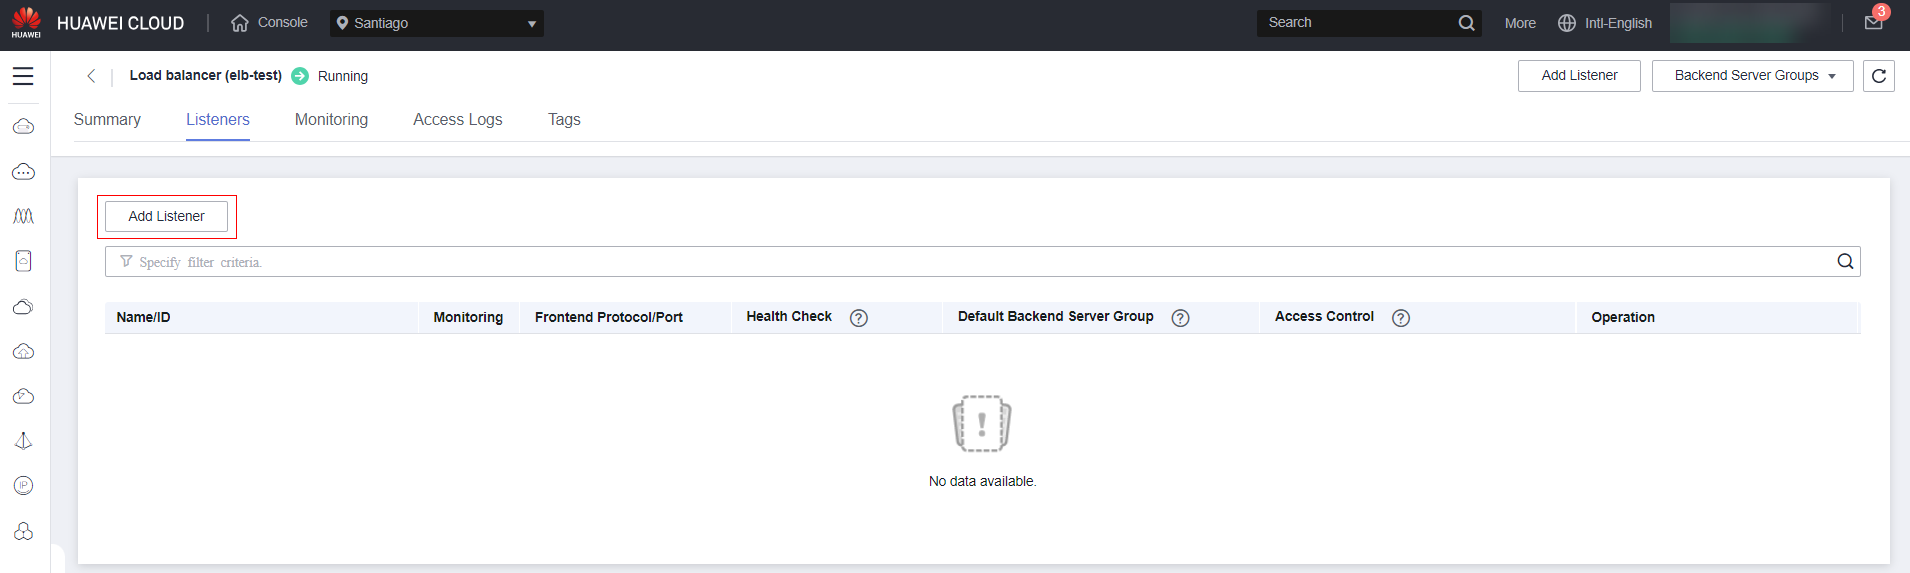 HUAWEI
HUAWEI CLOUD
Console
Santiago
Search
More
Intl-English
3
Load balancer (elb-test)
Running
Add Listener
Backend Server Groups
Summary
Listeners
Monitoring
Access Logs
Tags
Add Listener
Specify filter criteria.
Name/ID
Monitoring
Frontend Protocol/Port
Health Check ?
Default Backend Server Group ?
Access Control ?
Operation
!
No data available.
IP